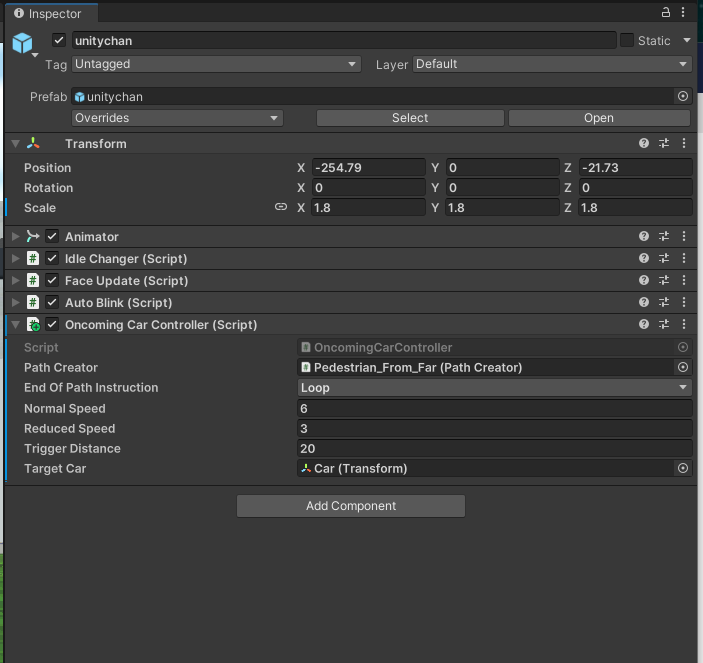 Inspector
unitychan Static
Tag Untagged Layer Default
Prefab unitychan
Overrides Select Open
Transform
Position X -254.79 Y 0 Z -21.73
Rotation X 0 Y 0 Z 0
Scale X 1.8 Y 1.8 Z 1.8
Animator
Idle Changer (Script)
Face Update (Script)
Auto Blink (Script)
Oncoming Car Controller (Script)
Script OncomingCarController
Path Creator Pedestrian_From_Far (Path Creator)
End Of Path Instruction Loop
Normal Speed 6
Reduced Speed 3
Trigger Distance 20
Target Car Car (Transform)
Add Component